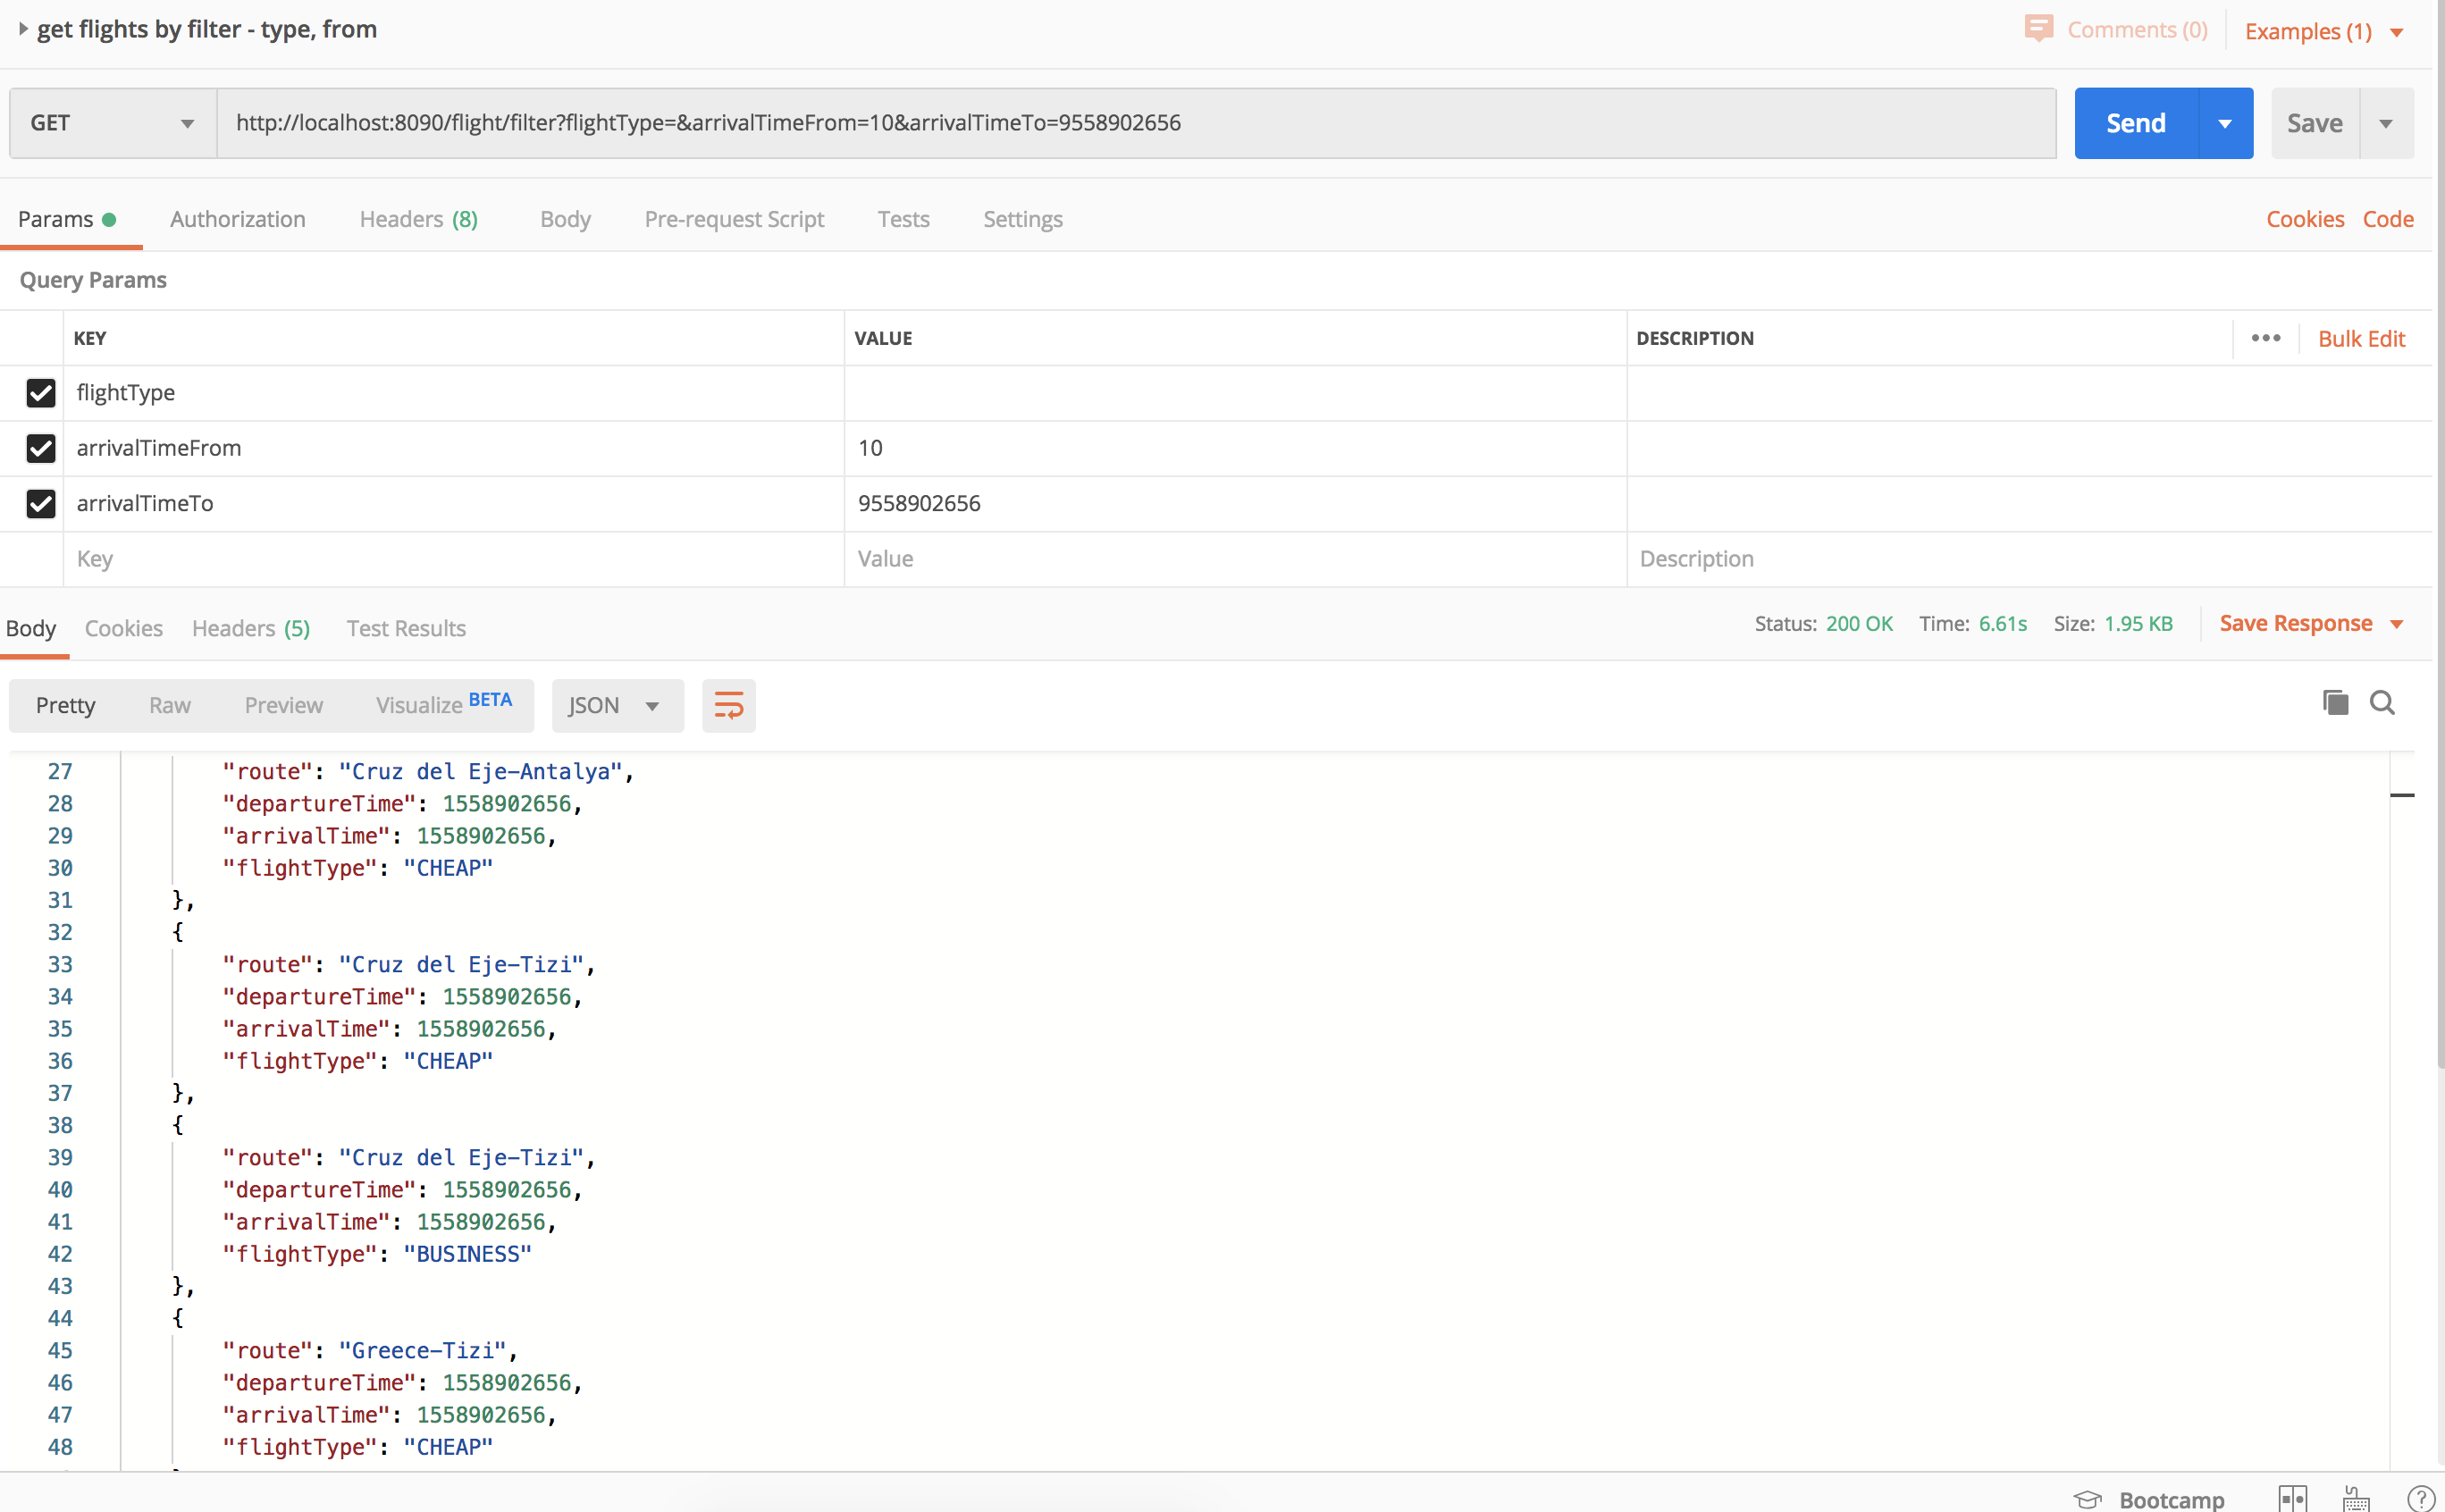 get flights by filter - type, from
Comments (0) Examples (1)
GET http://localhost:8090/flight/filter?flightType=&arrivalTimeFrom=10&arrivalTimeTo=9558902656 Send Save
Params Authorization Headers (8) Body Pre-request Script Tests Settings Cookies Code
Query Params
KEY VALUE DESCRIPTION Bulk Edit
flightType
arrivalTimeFrom 10
arrivalTimeTo 9558902656
Key Value Description
Body Cookies Headers (5) Test Results Status: 200 OK Time: 6.61s Size: 1.95 KB Save Response
Pretty Raw Preview Visualize BETA JSON
27 "route": "Cruz del Eje-Antalya",
28 "departureTime": 1558902656,
29 "arrivalTime": 1558902656,
30 "flightType": "CHEAP"
31 },
32 {
33 "route": "Cruz del Eje-Tizi",
34 "departureTime": 1558902656,
35 "arrivalTime": 1558902656,
36 "flightType": "CHEAP"
37 },
38 {
39 "route": "Cruz del Eje-Tizi",
40 "departureTime": 1558902656,
41 "arrivalTime": 1558902656,
42 "flightType": "BUSINESS"
43 },
44 {
45 "route": "Greece-Tizi",
46 "departureTime": 1558902656,
47 "arrivalTime": 1558902656,
48 "flightType": "CHEAP"
Bootcamp